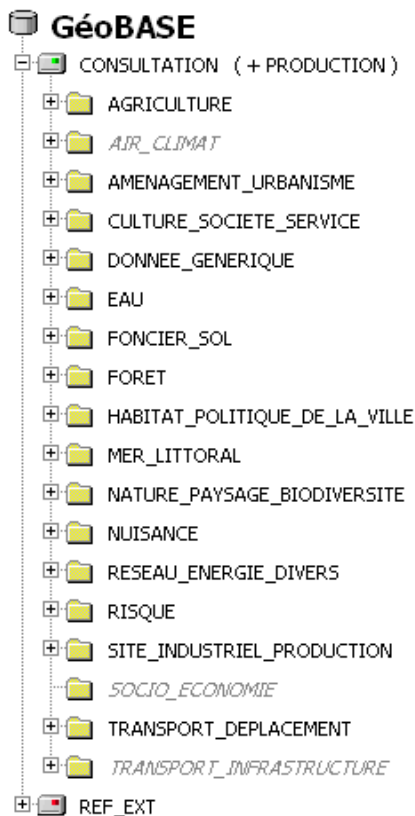 GéoBASE
CONSULTATION ( + PRODUCTION )
AGRICULTURE
AIR_CLIMAT
AMENAGEMENT_URBANISME
CULTURE_SOCIETE_SERVICE
DONNEE_GENERIQUE
EAU
FONCIER_SOL
FORET
HABITAT_POLITIQUE_DE_LA_VILLE
MER_LITTORAL
NATURE_PAYSAGE_BIODIVERSITE
NUISANCE
RESEAU_ENERGIE_DIVERS
RISQUE
SITE_INDUSTRIEL_PRODUCTION
SOCIO_ECONOMIE
TRANSPORT_DEPLACEMENT
TRANSPORT_INFRASTRUCTURE
REF_EXT